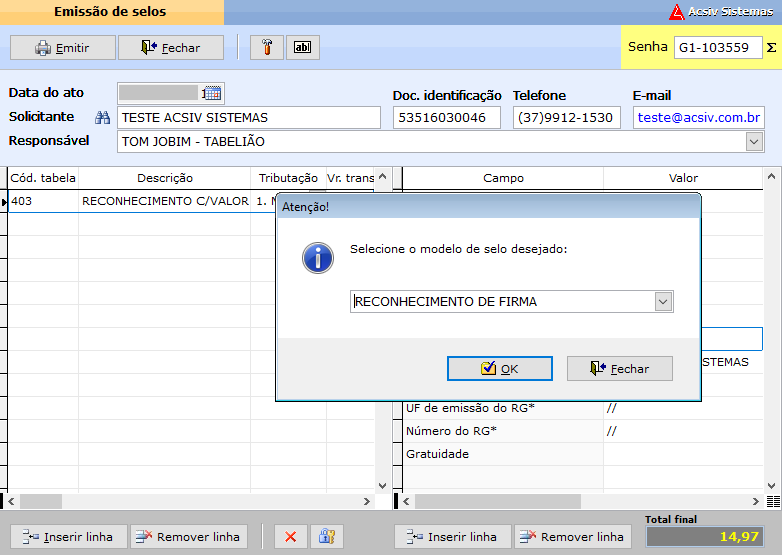 Emissão de selos
Acsiv Sistemas
Emitir
Fechar
abl
Senha G1-103559 Σ
Data do ato
Solicitante TESTE ACSIV SISTEMAS
Doc. identificação Telefone E-mail
53516030046 (37)9912-1530 teste@acsiv.com.br
Responsável TOM JOBIM - TABELIÃO
Cód. tabela Descrição Tributação Vr. trans
Campo Valor
403 RECONHECIMENTO C/VALOR 1.
Atenção!
Selecione o modelo de selo desejado:
RECONHECIMENTO DE FIRMA
OK Fechar
STEMAS
UF de emissão do RG* //
Número do RG* //
Gratuidade
Inserir linha Remover linha Inserir linha Remover linha
Total final
14,97